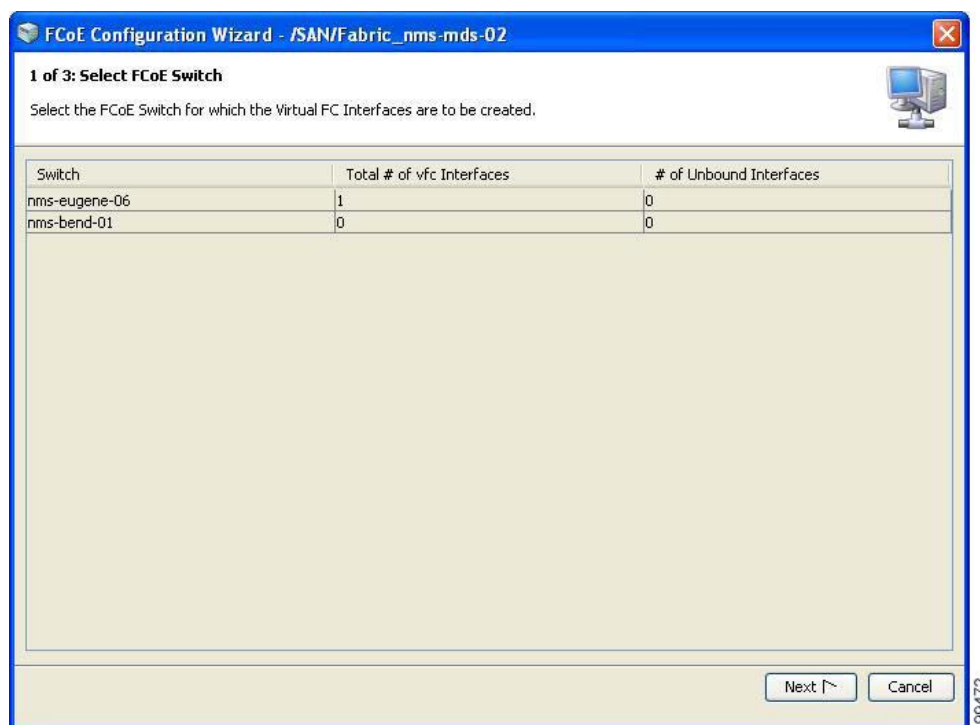 FCoE Configuration Wizard - /SAN/Fabric_nms-mds-02
1 of 3: Select FCoE Switch
Select the FCoE Switch for which the Virtual FC Interfaces are to be created.
Switch Total # of vfc Interfaces # of Unbound Interfaces
nms-eugene-06 1 0
nms-bend-01 0 0
Next Cancel